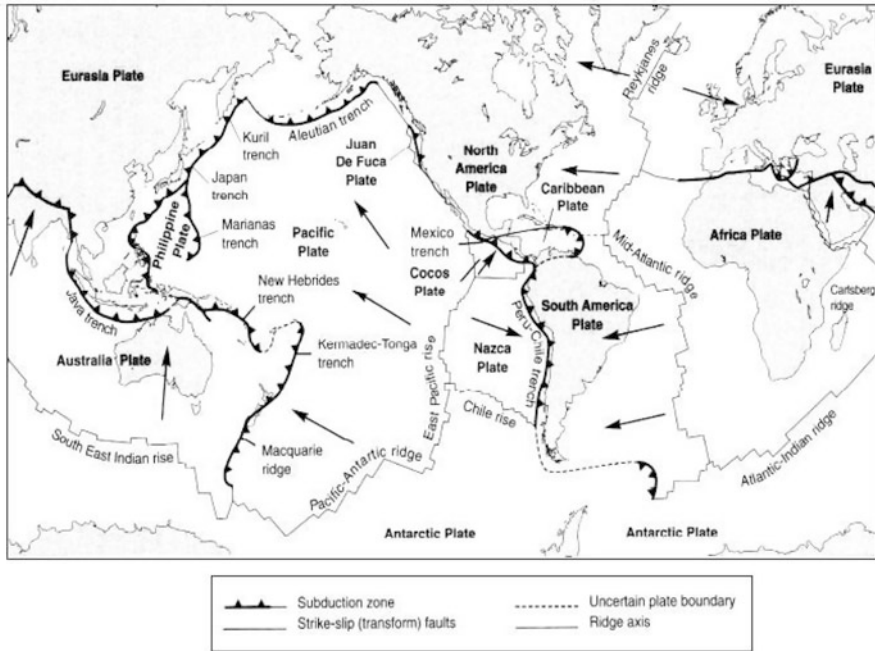 Eurasia Plate
Reykjanes
ridge
Eurasia
Plate
Aleutian trench
Kuril
trench
Juan
De Fuca
Plate
North
America
Plate
Japan
trench
Caribbean
Plate
Philippine
Plate
Marianas
trench
Pacific
Plate
Mexico
trench
Mid-Atlantic ridge
Africa Plate
Cocos
Plate
New Hebrides
trench
Java trench
Carlsberg
ridge
Peru-Chile trench
South America
Plate
Kermadec-Tonga
trench
Nazca
Plate
Australia Plate
East Pacific rise
Chile rise
South East Indian rise
Macquarie
ridge
Pacific-Antartic ridge
Atlantic-Indian ridge
Antarctic Plate
Antarctic Plate
Subduction zone
Uncertain plate boundary
Strike-slip (transform) faults
Ridge axis